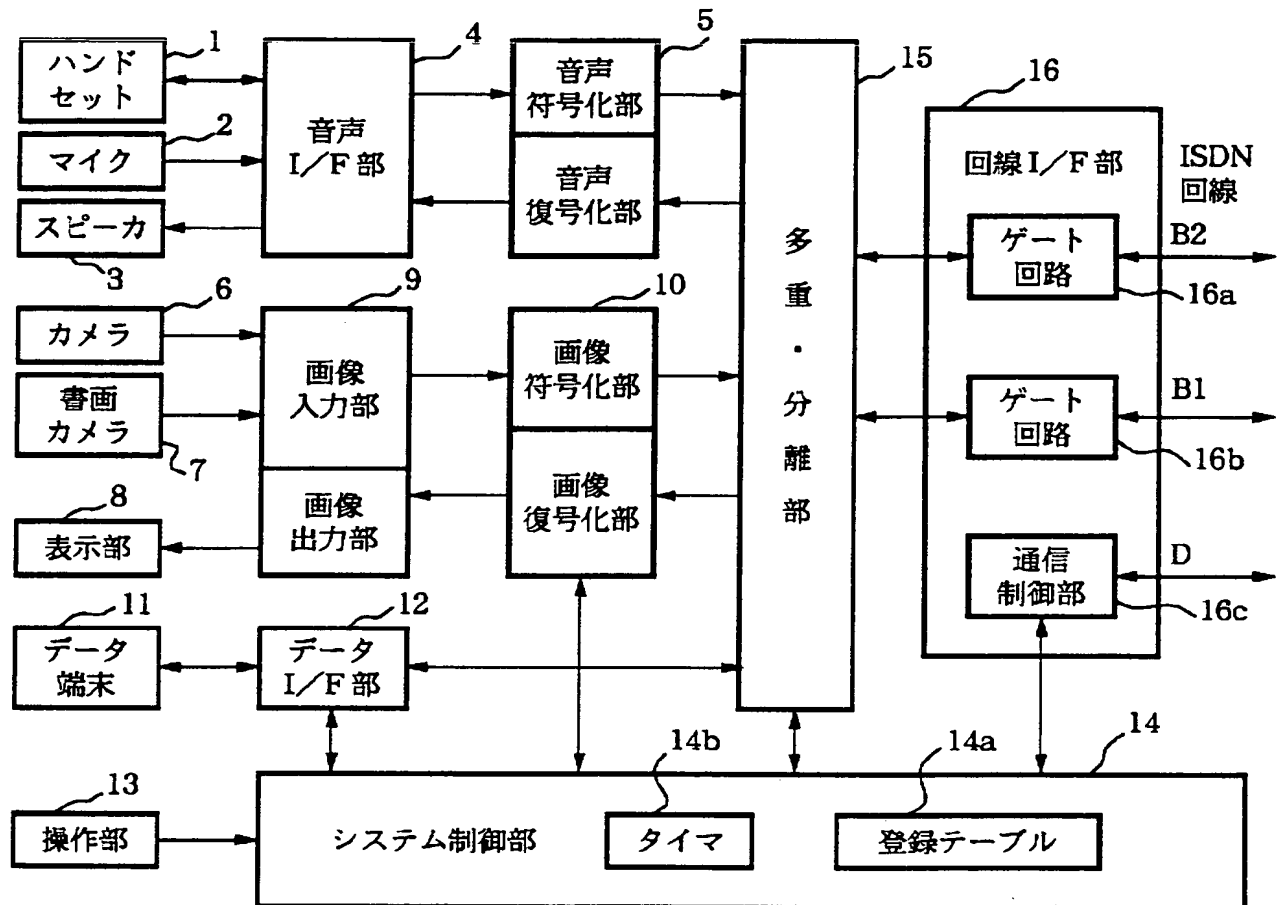 1
ハンド
セット
2
マイク
スピーカ
3
4
音声
I/F部
5
音声
符号化部
音声
復号化部
6
カメラ
書画
カメラ
7
8
表示部
9
画像
入力部
画像
出力部
10
画像
符号化部
画像
復号化部
11
データ
端末
12
データ
I/F部
15
多重・分離部
16
回線I/F部
ISDN
回線
ゲート
回路
16a
B2
ゲート
回路
16b
B1
通信
制御部
16c
D
13
操作部
14
システム制御部
14b
タイマ
14a
登録テーブル